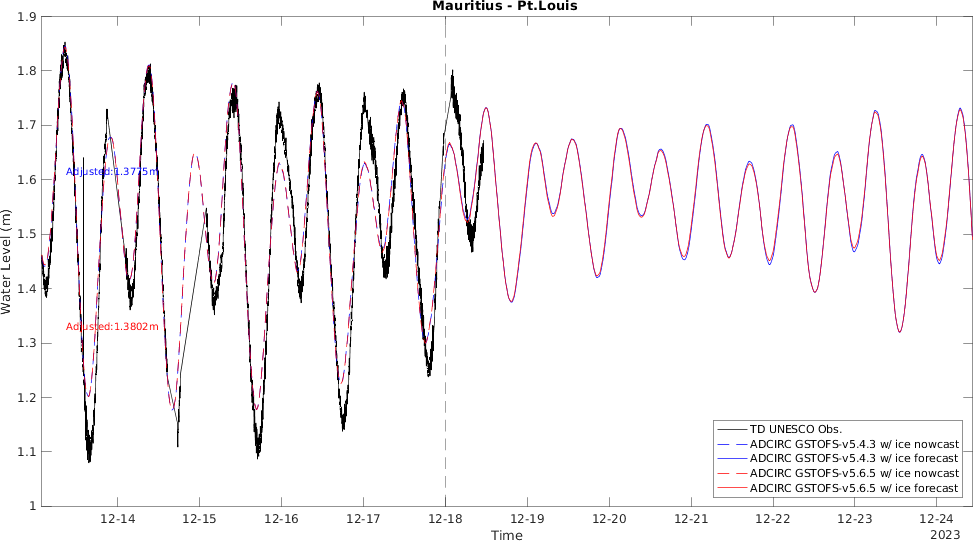 Mauritius - Pt.Louis
1.9
1.8
1.7
1.6
1.5
1.4
1.3
1.2
1.1
1
Water Level (m)
Adjusted:1.3775m
Adjusted:1.3802m
TD UNESCO Obs.
ADCIRC GSTOFS-v5.4.3 w/ ice nowcast
ADCIRC GSTOFS-v5.4.3 w/ ice forecast
ADCIRC GSTOFS-v5.6.5 w/ ice nowcast
ADCIRC GSTOFS-v5.6.5 w/ ice forecast
12-14 12-15 12-16 12-17 12-18 12-19 12-20 12-21 12-22 12-23 12-24
Time
2023